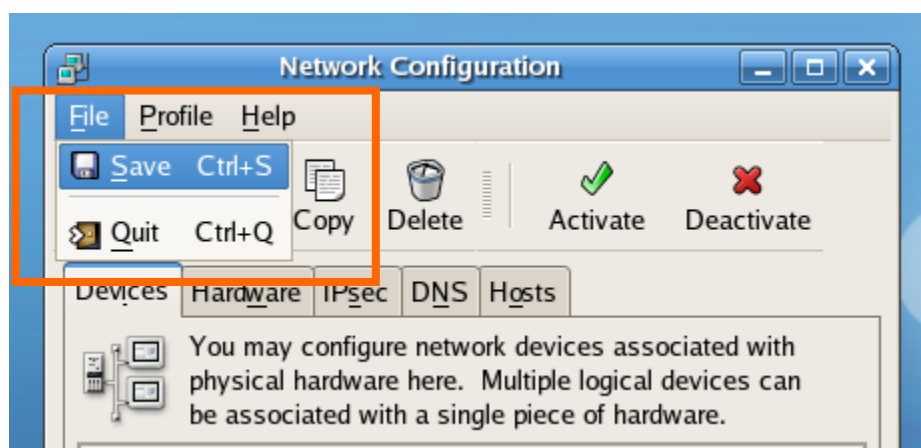 Network Configuration
File Profile Help
Save Ctrl+S
Quit Ctrl+Q
Copy Delete Activate Deactivate
Devices Hardware IPsec DNS Hosts
You may configure network devices associated with
physical hardware here. Multiple logical devices can
be associated with a single piece of hardware.